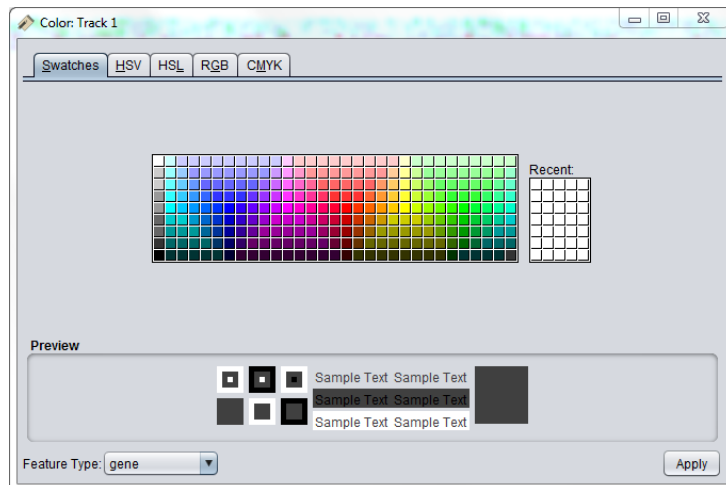 Color: Track 1
Swatches HSV HSL RGB CMYK
Recent:
Preview
Sample Text Sample Text
Sample Text Sample Text
Sample Text Sample Text
Feature Type: gene
Apply